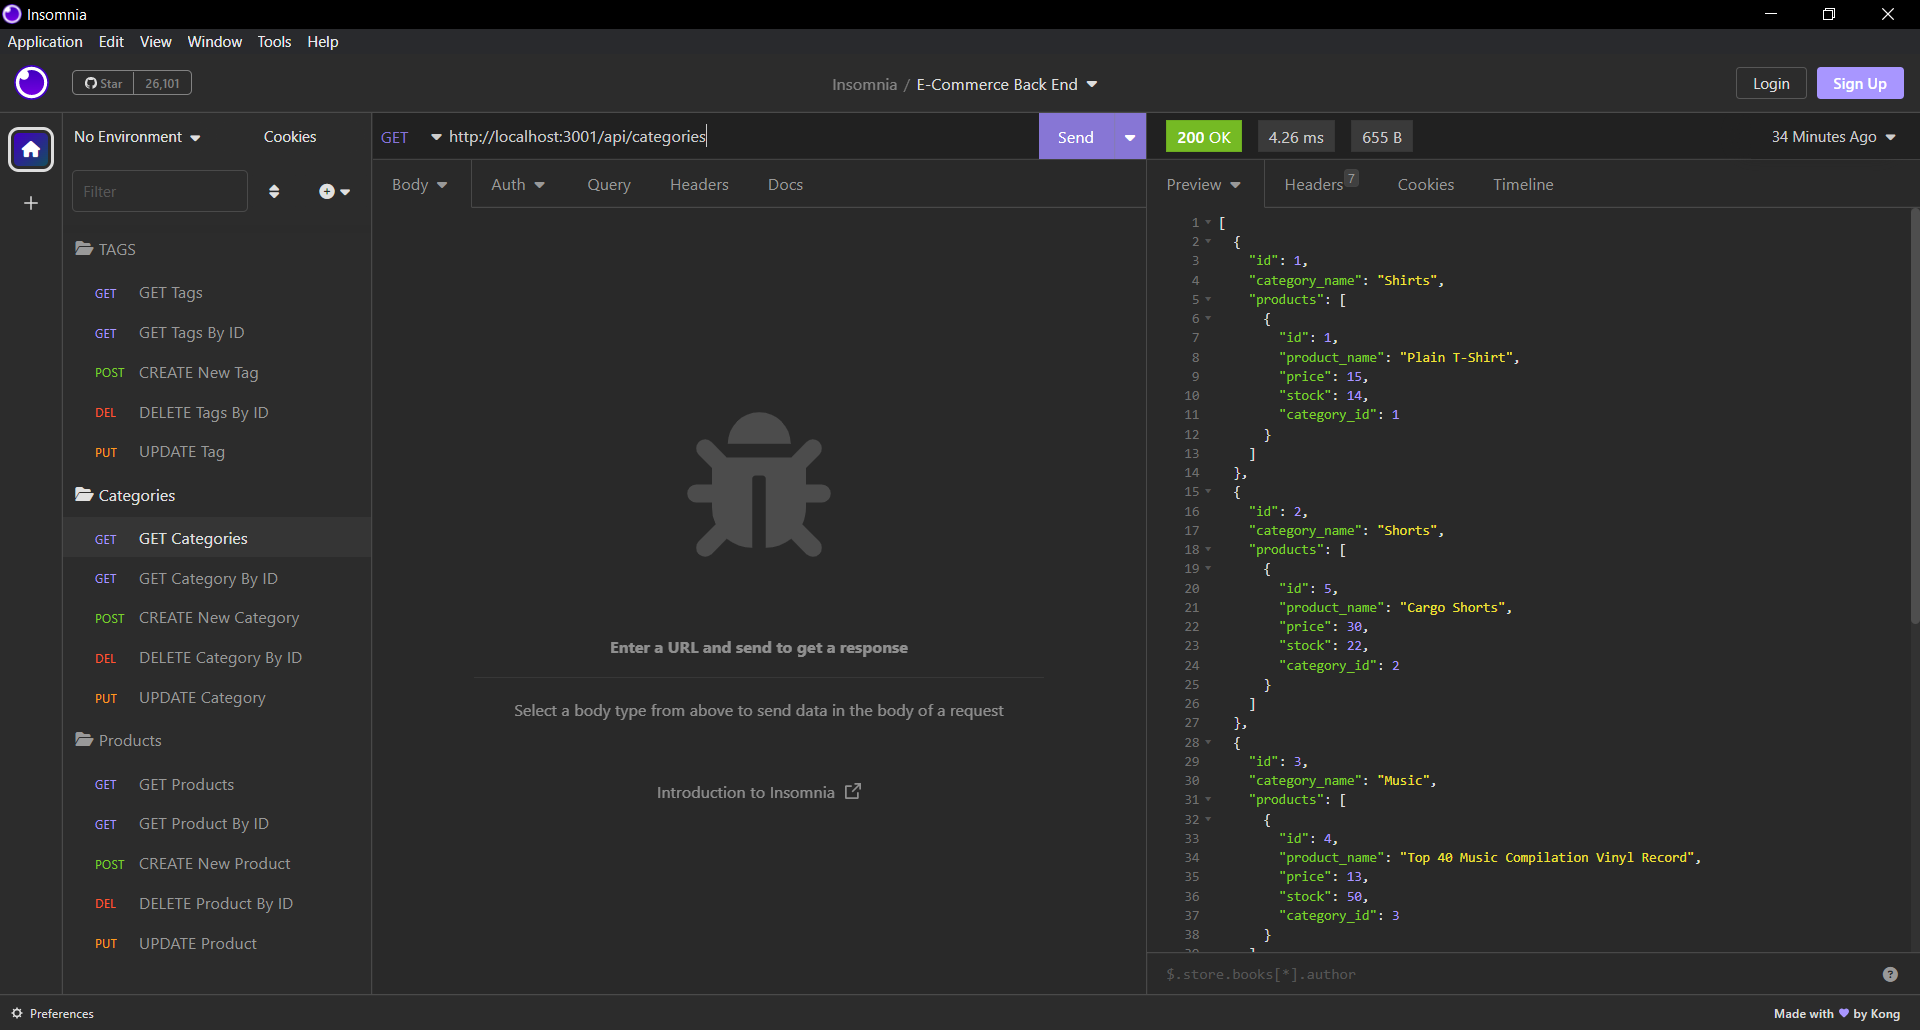 Insomnia
Application Edit View Window Tools Help
Star 26,101
Insomnia / E-Commerce Back End
Login Sign Up
No Environment Cookies
Filter
TAGS
GET GET Tags
GET GET Tags By ID
POST CREATE New Tag
DEL DELETE Tags By ID
PUT UPDATE Tag
Categories
GET GET Categories
GET GET Category By ID
POST CREATE New Category
DEL DELETE Category By ID
PUT UPDATE Category
Products
GET GET Products
GET GET Product By ID
POST CREATE New Product
DEL DELETE Product By ID
PUT UPDATE Product
GET http://localhost:3001/api/categories Send
Body Auth Query Headers Docs
Enter a URL and send to get a response
Select a body type from above to send data in the body of a request
Introduction to Insomnia
200 OK 4.26 ms 655 B 34 Minutes Ago
Preview Headers 7 Cookies Timeline
1 [
2 {
3 "id": 1,
4 "category_name": "Shirts",
5 "products": [
6 {
7 "id": 1,
8 "product_name": "Plain T-Shirt",
9 "price": 15,
10 "stock": 14,
11 "category_id": 1
12 }
13 ]
14 },
15 {
16 "id": 2,
17 "category_name": "Shorts",
18 "products": [
19 {
20 "id": 5,
21 "product_name": "Cargo Shorts",
22 "price": 30,
23 "stock": 22,
24 "category_id": 2
25 }
26 ]
27 },
28 {
29 "id": 3,
30 "category_name": "Music",
31 "products": [
32 {
33 "id": 4,
34 "product_name": "Top 40 Music Compilation Vinyl Record",
35 "price": 13,
36 "stock": 50,
37 "category_id": 3
38 }
39 ]
$.store.books[*].author
Preferences
Made with 💜 by Kong